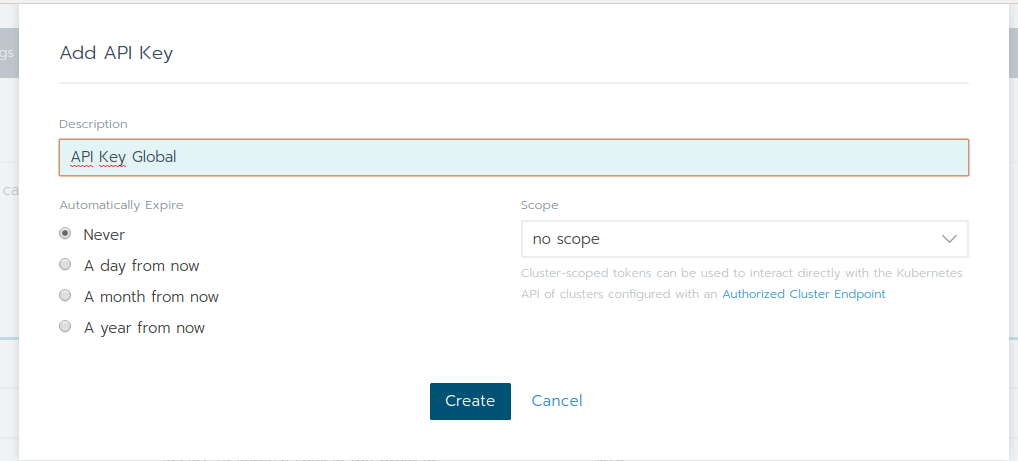 Add API Key
gs
Description
API Key Global
ca
Automatically Expire
Scope
Never
no scope
A day from now
Cluster-scoped tokens can be used to interact directly with the Kubernetes
A month from now
API of clusters configured with an Authorized Cluster Endpoint
A year from now
Create
Cancel